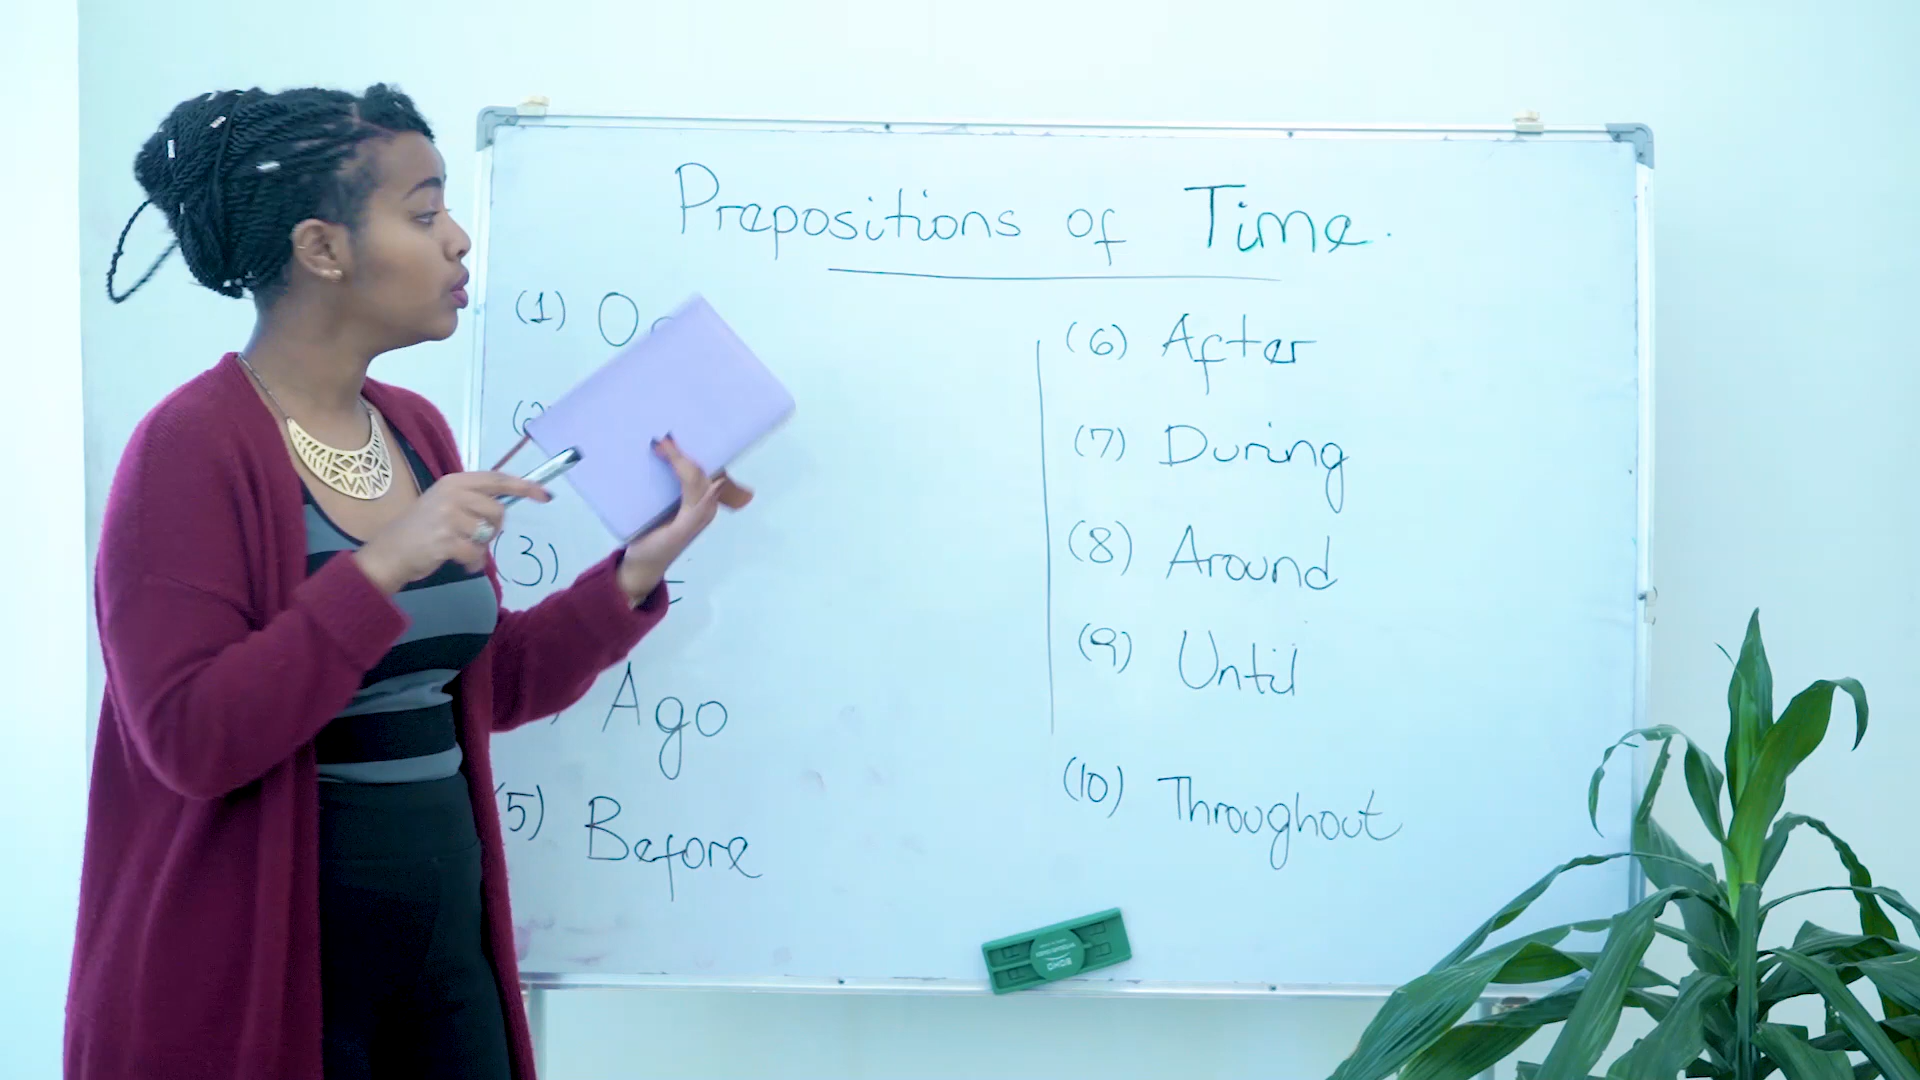 Prepositions of Time.
(1)
(3)
Ago
(5) Before
(6) After
(7) During
(8) Around
(9) Until
(10) Throughout